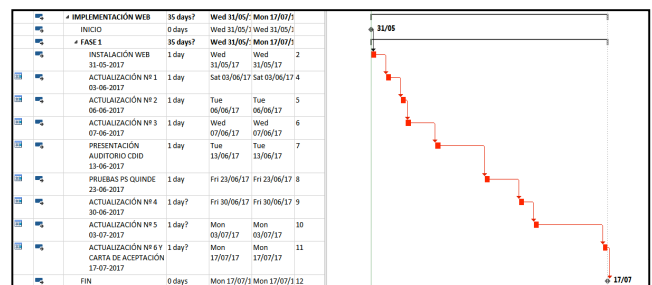 IMPLEMENTACIÓN WEB 35 days? Wed 31/05/1 Mon 17/07/1
INICIO 0 days Wed 31/05/1 Wed 31/05/1
FASE 1 35 days? Wed 31/05/1 Mon 17/07/1
INSTALACIÓN WEB 1 day Wed Wed 2
31-05-2017 31/05/17 31/05/17
ACTUALIZACIÓN Nº 1 1 day Sat 03/06/17 Sat 03/06/17 4
03-06-2017
ACTULAIZACIÓN Nº 2 1 day Tue Tue 5
06-06-2017 06/06/17 06/06/17
ACTUALIZACIÓN Nº 3 1 day Wed Wed 6
07-06-2017 07/06/17 07/06/17
PRESENTACIÓN 1 day Tue Tue 7
AUDITORIO CDID 13/06/17 13/06/17
13-06-2017
PRUEBAS PS QUINDE 1 day Fri 23/06/17 Fri 23/06/17 8
23-06-2017
ACTUALIZACIÓN Nº 4 1 day? Fri 30/06/17 Fri 30/06/17 9
30-06-2017
ACTUALIZACIÓN Nº 5 1 day? Mon Mon 10
03-07-2017 03/07/17 03/07/17
ACTUALIZACIÓN Nº 6 Y 1 day? Mon Mon 11
CARTA DE ACEPTACIÓN 17/07/17 17/07/17
17-07-2017
FIN 0 days Mon 17/07/1 Mon 17/07/1 12
31/05
17/07